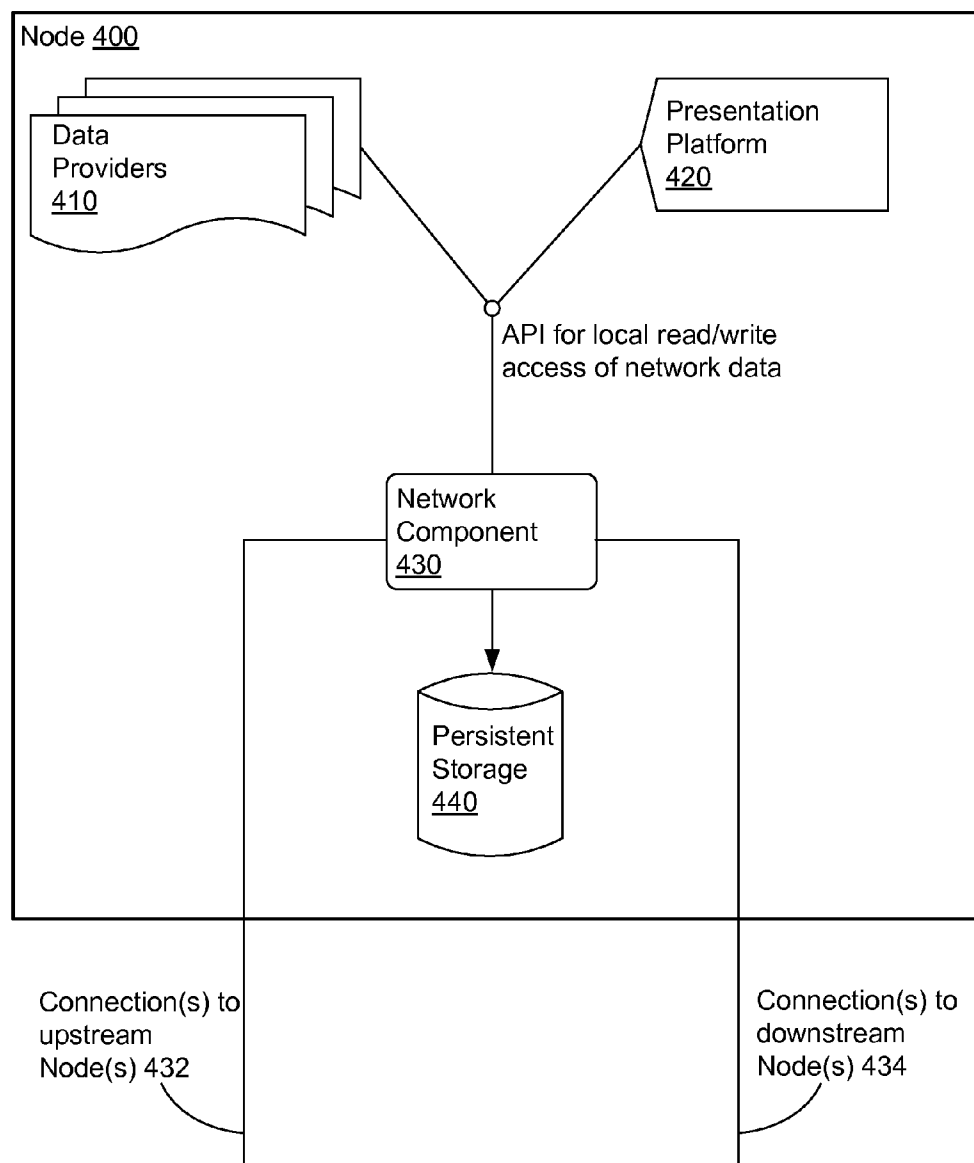 Node 400
Data
Providers
410
Presentation
Platform
420
API for local read/write
access of network data
Network
Component
430
Persistent
Storage
440
Connection(s) to
upstream
Node(s) 432
Connection(s) to
downstream
Node(s) 434